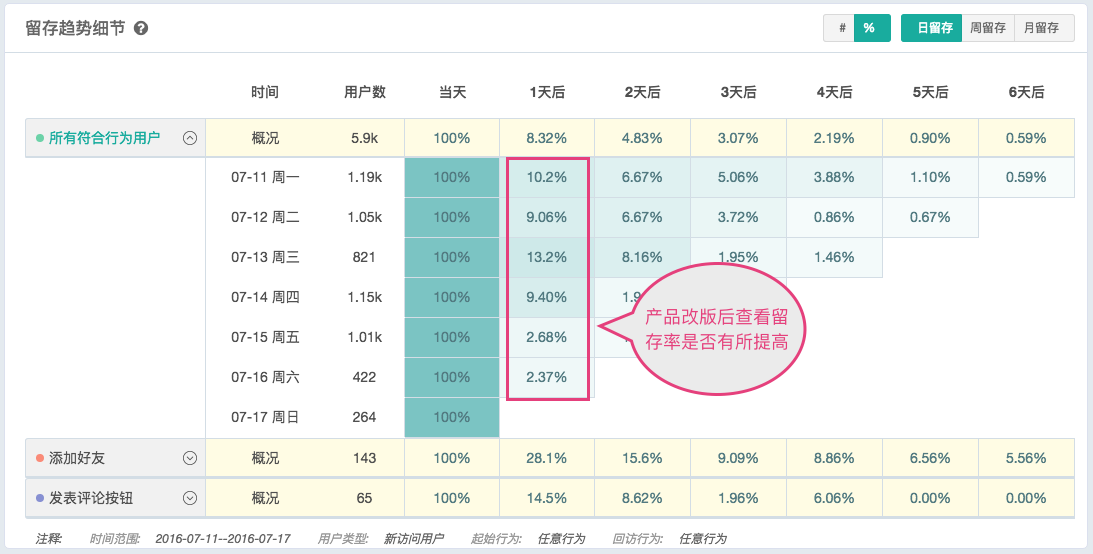 留存趋势细节 ?
# % 日留存 周留存 月留存
时间 用户数 当天 1天后 2天后 3天后 4天后 5天后 6天后
所有符合行为用户 概况 5.9k 100% 8.32% 4.83% 3.07% 2.19% 0.90% 0.59%
07-11 周一 1.19k 100% 10.2% 6.67% 5.06% 3.88% 1.10% 0.59%
07-12 周二 1.05k 100% 9.06% 6.67% 3.72% 0.86% 0.67%
07-13 周三 821 100% 13.2% 8.16% 1.95% 1.46%
07-14 周四 1.15k 100% 9.40%
07-15 周五 1.01k 100% 2.68%
07-16 周六 422 100% 2.37%
07-17 周日 264 100%
产品改版后查看留
存率是否有所提高
添加好友 概况 143 100% 28.1% 15.6% 9.09% 8.86% 6.56% 5.56%
发表评论按钮 概况 65 100% 14.5% 8.62% 1.96% 6.06% 0.00% 0.00%
注释: 时间范围: 2016-07-11--2016-07-17 用户类型: 新访问用户 起始行为: 任意行为 回访行为: 任意行为